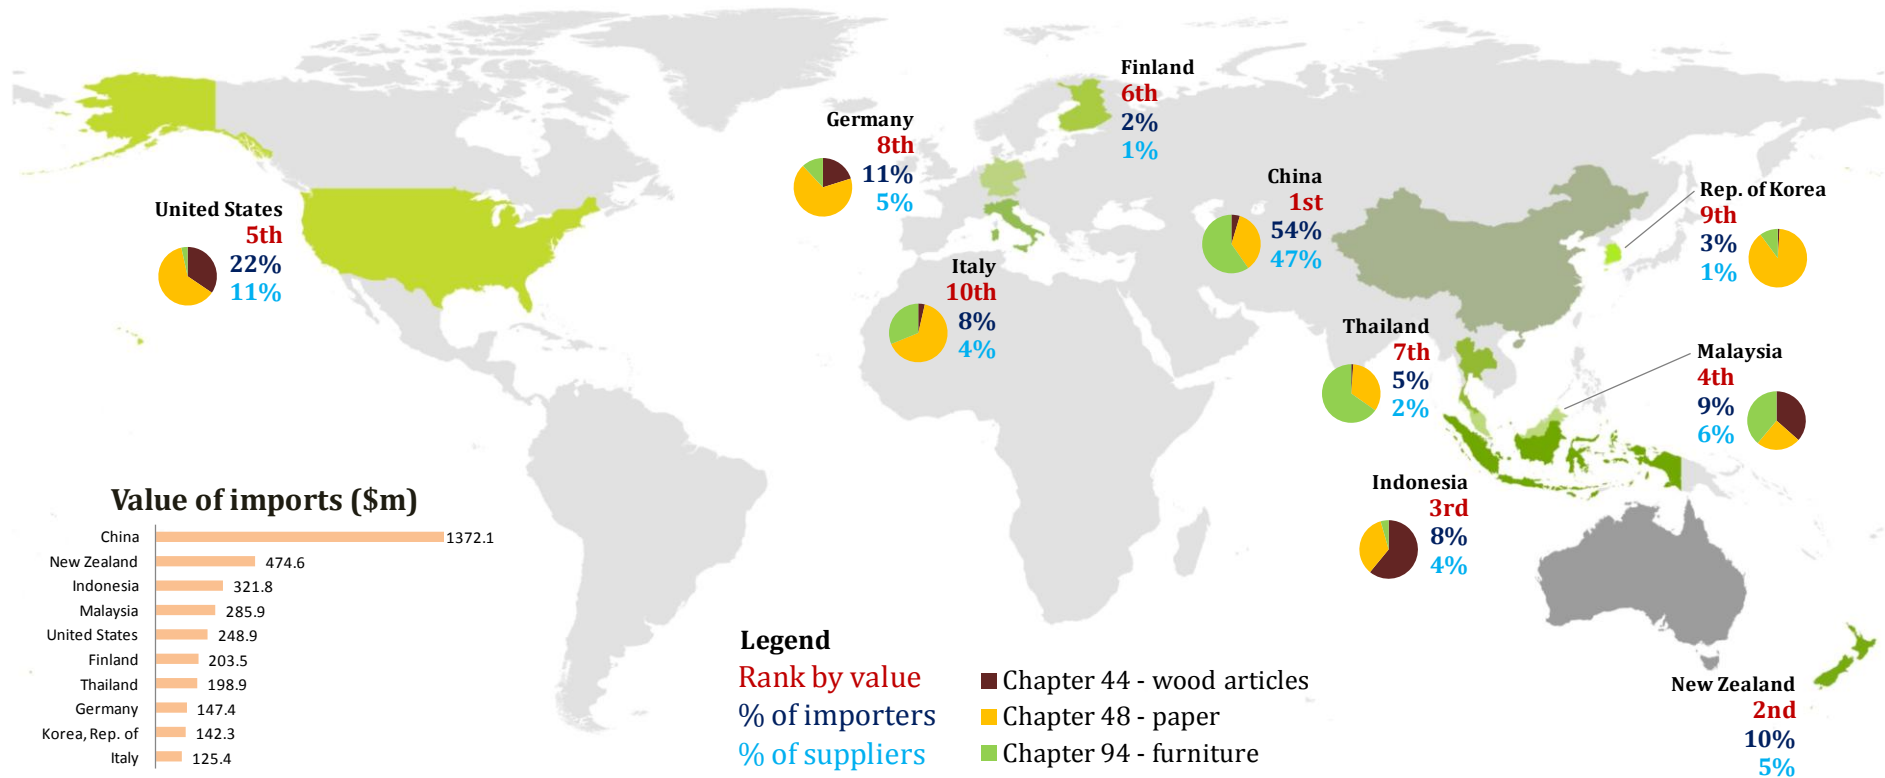 Finland
6th
2%
1%
Germany
8th
11%
5%
China
1st
54%
47%
Rep. of Korea
9th
3%
1%
United States
5th
22%
11%
Italy
10th
8%
4%
Thailand
7th
5%
2%
Malaysia
4th
9%
6%
Indonesia
3rd
8%
4%
New Zealand
2nd
10%
5%
Value of imports ($m)
China 1372.1
New Zealand 474.6
Indonesia 321.8
Malaysia 285.9
United States 248.9
Finland 203.5
Thailand 198.9
Germany 147.4
Korea, Rep. of 142.3
Italy 125.4
Legend
Rank by value
% of importers
% of suppliers
Chapter 44 - wood articles
Chapter 48 - paper
Chapter 94 - furniture